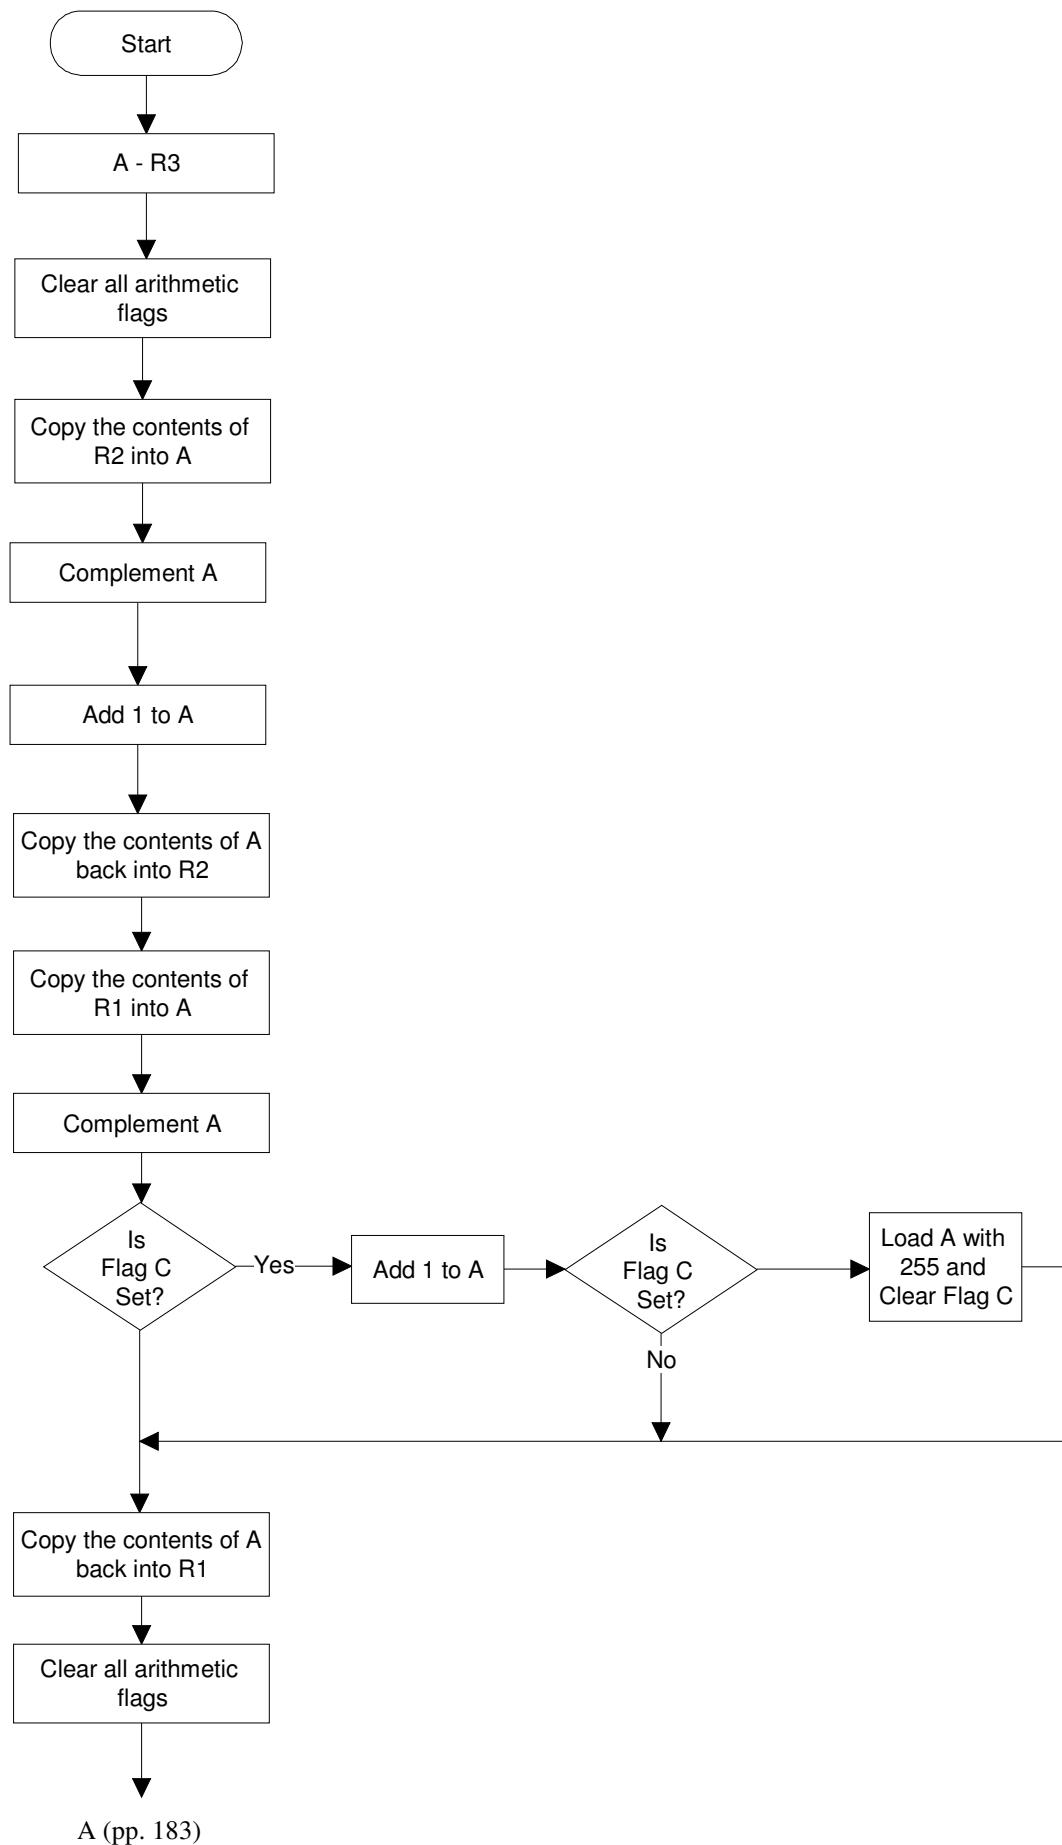 Start
A - R3
Clear all arithmetic
flags
Copy the contents of
R2 into A
Complement A
Add 1 to A
Copy the contents of A
back into R2
Copy the contents of
R1 into A
Complement A
Is
Flag C
Set?
Yes
Add 1 to A
Is
Flag C
Set?
Load A with
255 and
Clear Flag C
No
Copy the contents of A
back into R1
Clear all arithmetic
flags
A (pp. 183)